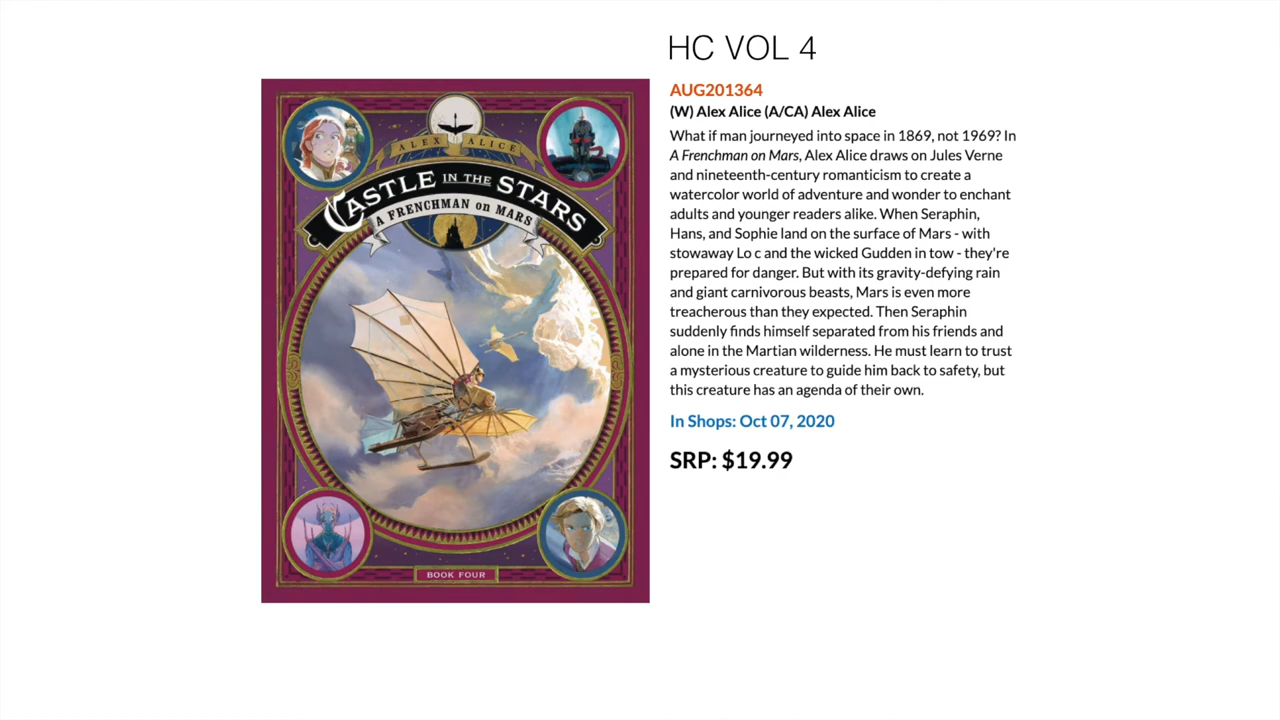 HC VOL 4
AUG201364
(W) Alex Alice (A/CA) Alex Alice
What if man journeyed into space in 1869, not 1969? In
A Frenchman on Mars, Alex Alice draws on Jules Verne
and nineteenth-century romanticism to create a
watercolor world of adventure and wonder to enchant
adults and younger readers alike. When Seraphin,
Hans, and Sophie land on the surface of Mars - with
stowaway Lo c and the wicked Gudden in tow - they're
prepared for danger. But with its gravity-defying rain
and giant carnivorous beasts, Mars is even more
treacherous than they expected. Then Seraphin
suddenly finds himself separated from his friends and
alone in the Martian wilderness. He must learn to trust
a mysterious creature to guide him back to safety, but
this creature has an agenda of their own.
In Shops: Oct 07, 2020
SRP: $19.99
ALEX ALICE
CASTLE IN THE STARS
A FRENCHMAN on MARS
BOOK FOUR